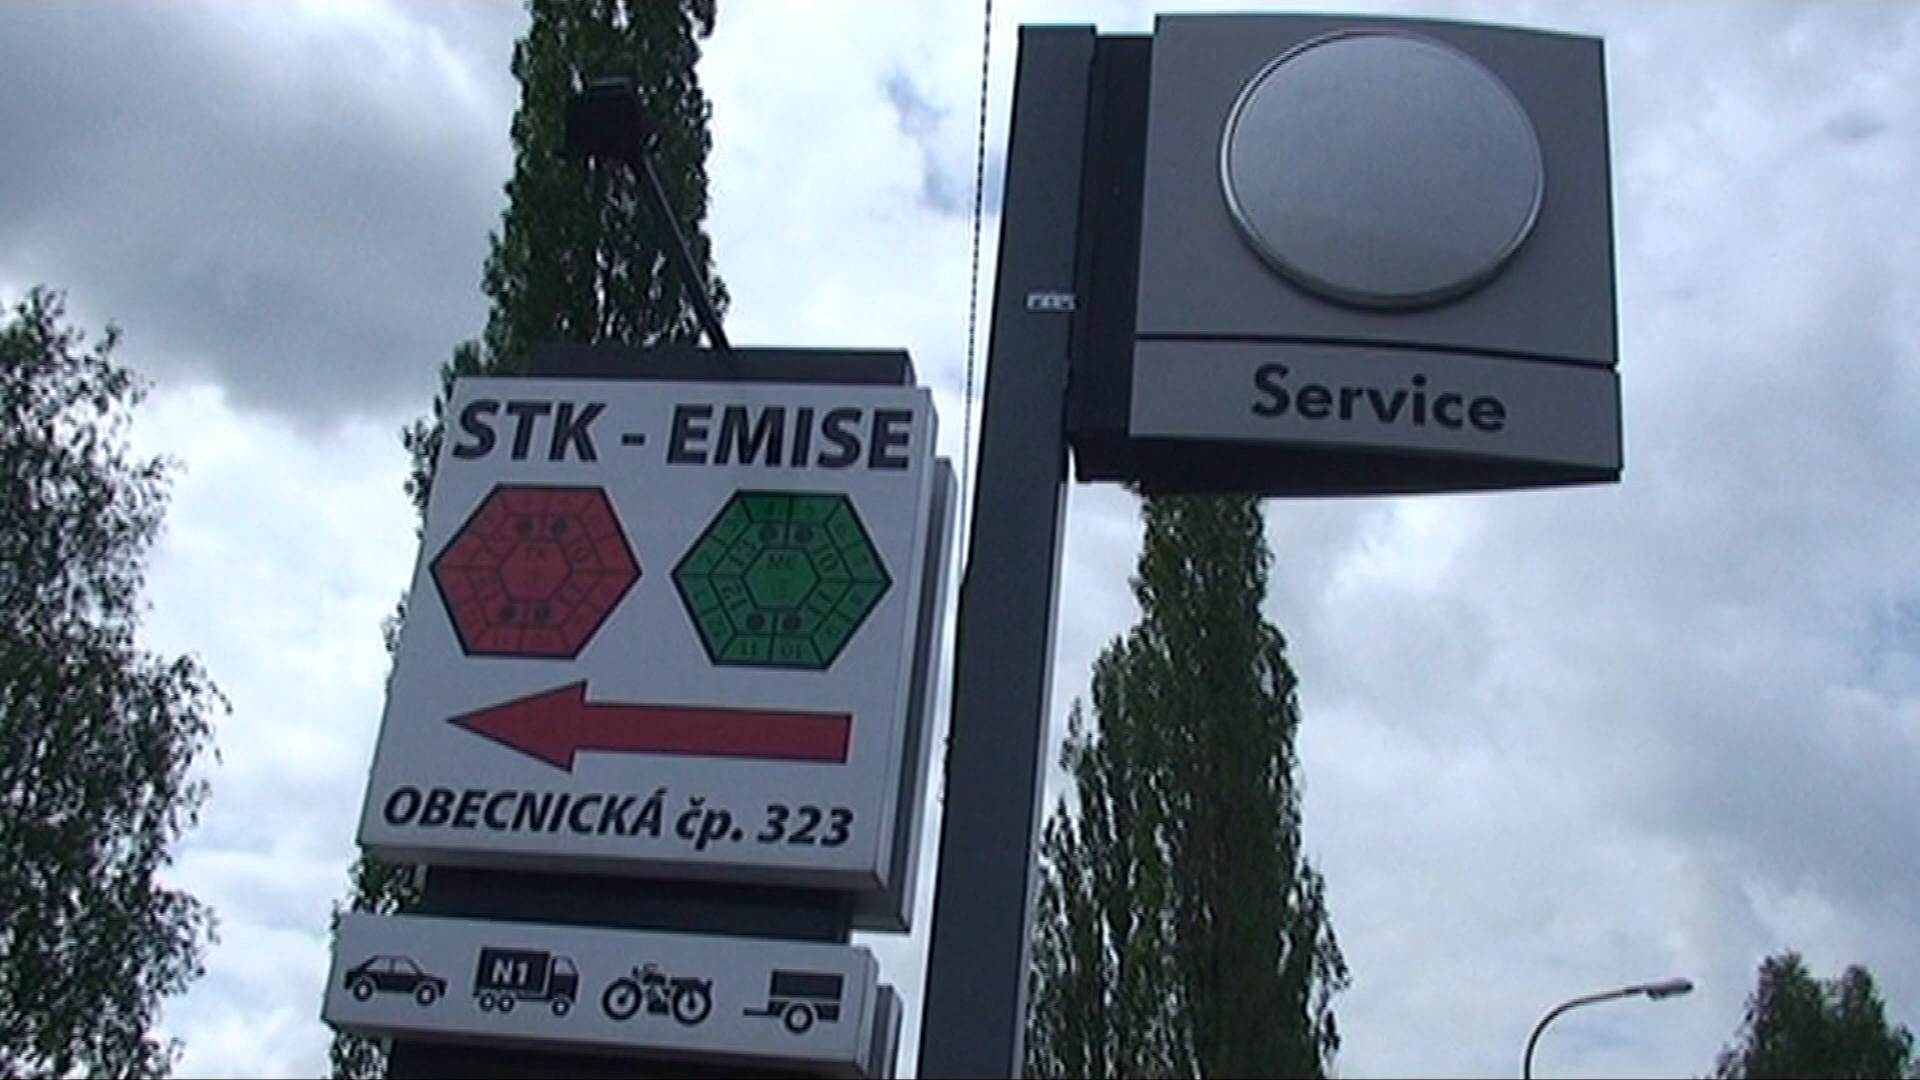 STK - EMISE
OBECNICKÁ čp. 323
N1
Service